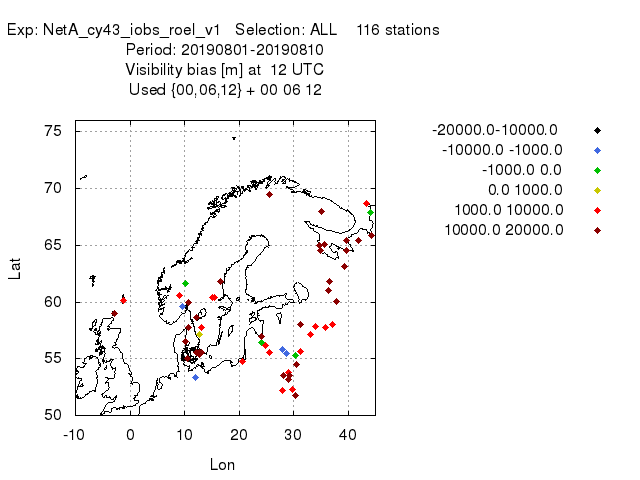 Exp: NetA_cy43_iobs_roel_v1   Selection: ALL    116 stations
Period: 20190801-20190810
Visibility bias [m] at  12 UTC
Used {00,06,12} + 00 06 12
-20000.0-10000.0
-10000.0 -1000.0
-1000.0 0.0
0.0 1000.0
1000.0 10000.0
10000.0 20000.0
75
70
65
60
55
50
Lat
-10 0 10 20 30 40
Lon